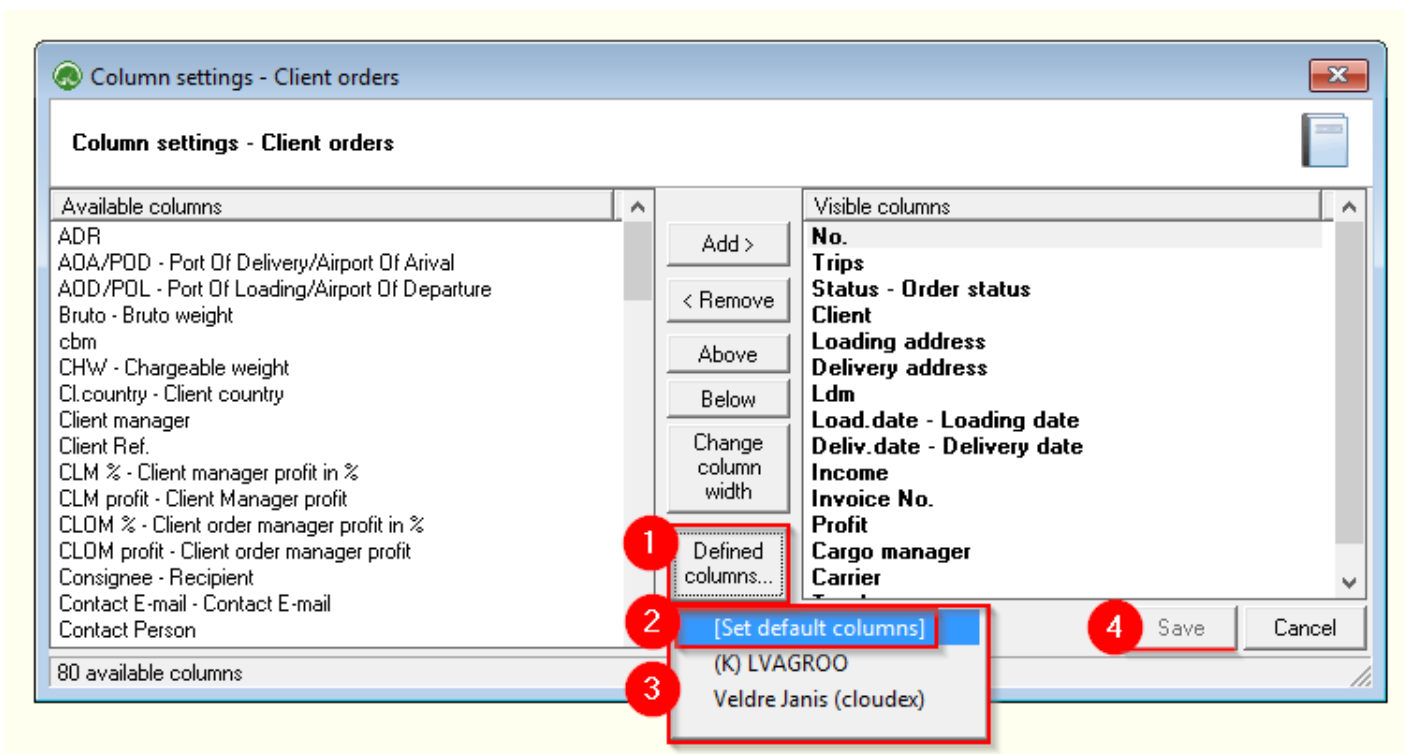 Column settings - Client orders
Column settings - Client orders
Available columns
ADR
AOA/POD - Port Of Delivery/Airport Of Arival
AOD/POL - Port Of Loading/Airport Of Departure
Bruto - Bruto weight
cbm
CHW - Chargeable weight
Cl.country - Client country
Client manager
Client Ref.
CLM % - Client manager profit in %
CLM profit - Client Manager profit
CLOM % - Client order manager profit in %
CLOM profit - Client order manager profit
Consignee - Recipient
Contact E-mail - Contact E-mail
Contact Person
80 available columns
Add >
< Remove
Above
Below
Change
column
width
1
Defined
columns...
2
[Set default columns]
(K) LVAGROO
3
Veldre Janis (cloudex)
Visible columns
No.
Trips
Status - Order status
Client
Loading address
Delivery address
Ldm
Load.date - Loading date
Deliv.date - Delivery date
Income
Invoice No.
Profit
Cargo manager
Carrier
4
Save
Cancel